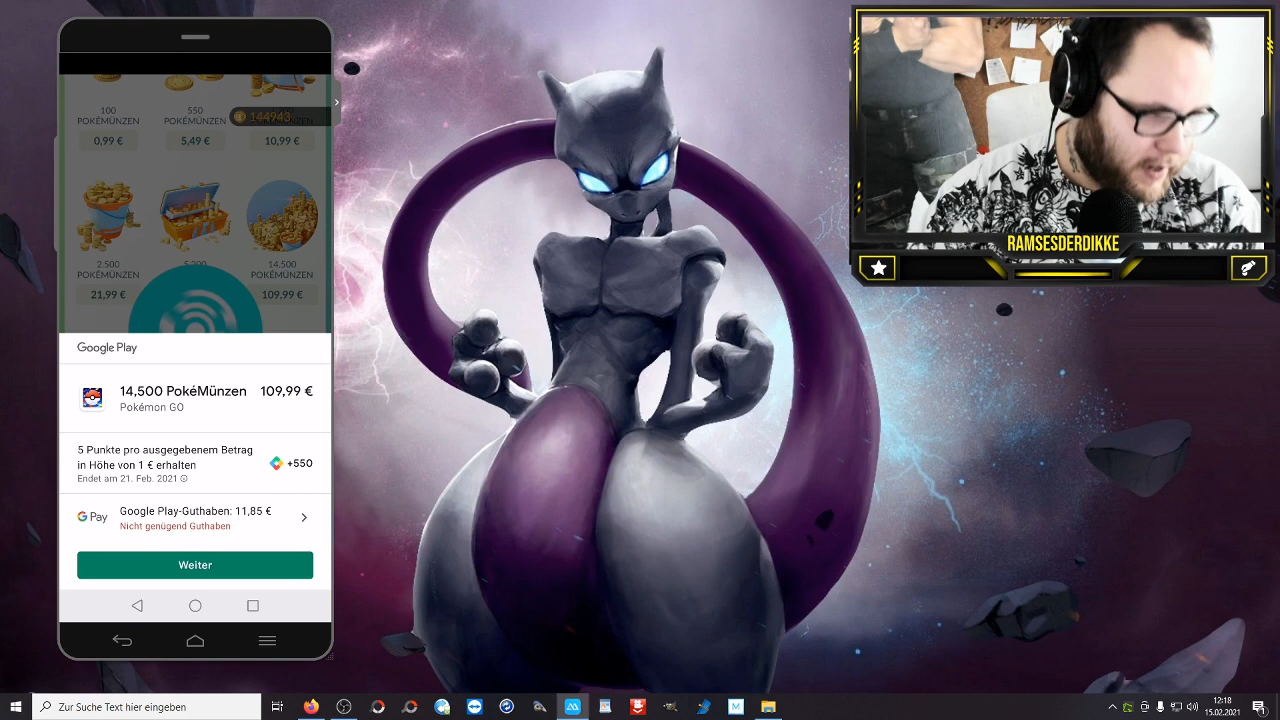 100
POKÉMÜNZEN
0,99 €
550
POKÉMÜNZEN
5,49 €
144943
POKÉMÜNZEN
10,99 €
2.500
POKÉMÜNZEN
21,99 €
5.200
14.500
POKÉMÜNZEN
109,99 €
Google Play
14,500 PokéMünzen 109,99 €
Pokémon GO
5 Punkte pro ausgegebenem Betrag
in Höhe von 1 € erhalten
+550
Endet am 21. Feb. 2021
G Pay
Google Play-Guthaben: 11,85 €
Nicht genügend Guthaben
Weiter
RAMSESDERDIKKE
Zur Suche Text hier eingeben
M
12:18
15.02.2021